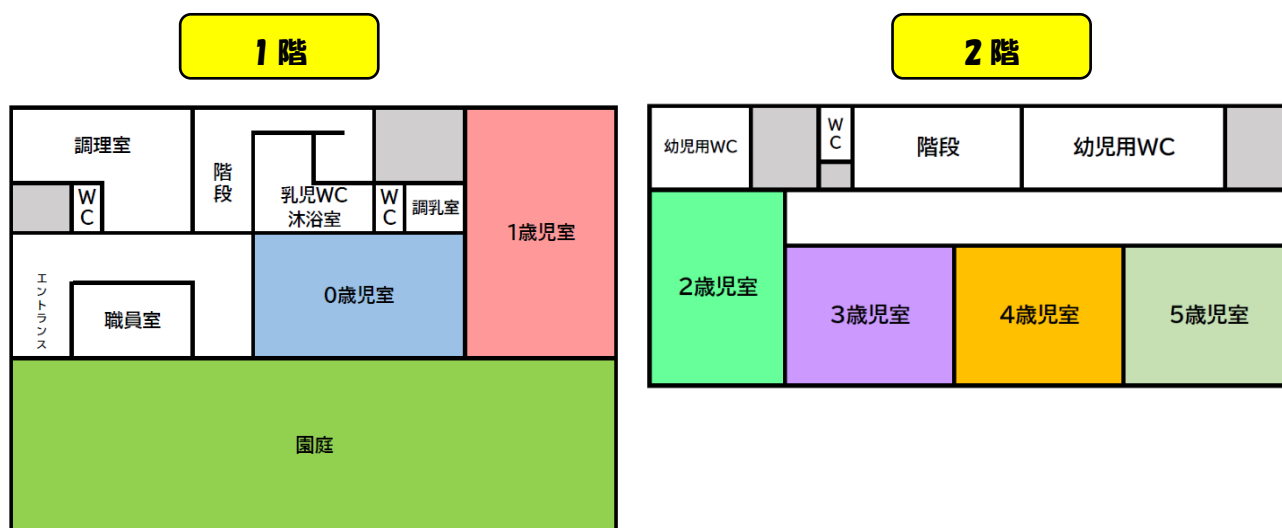 1階
2階
調理室
階段
乳児WC
沐浴室
WC
調乳室
WC
1歳児室
0歳児室
エントランス
職員室
園庭
幼児用WC
WC
階段
幼児用WC
2歳児室
3歳児室
4歳児室
5歳児室